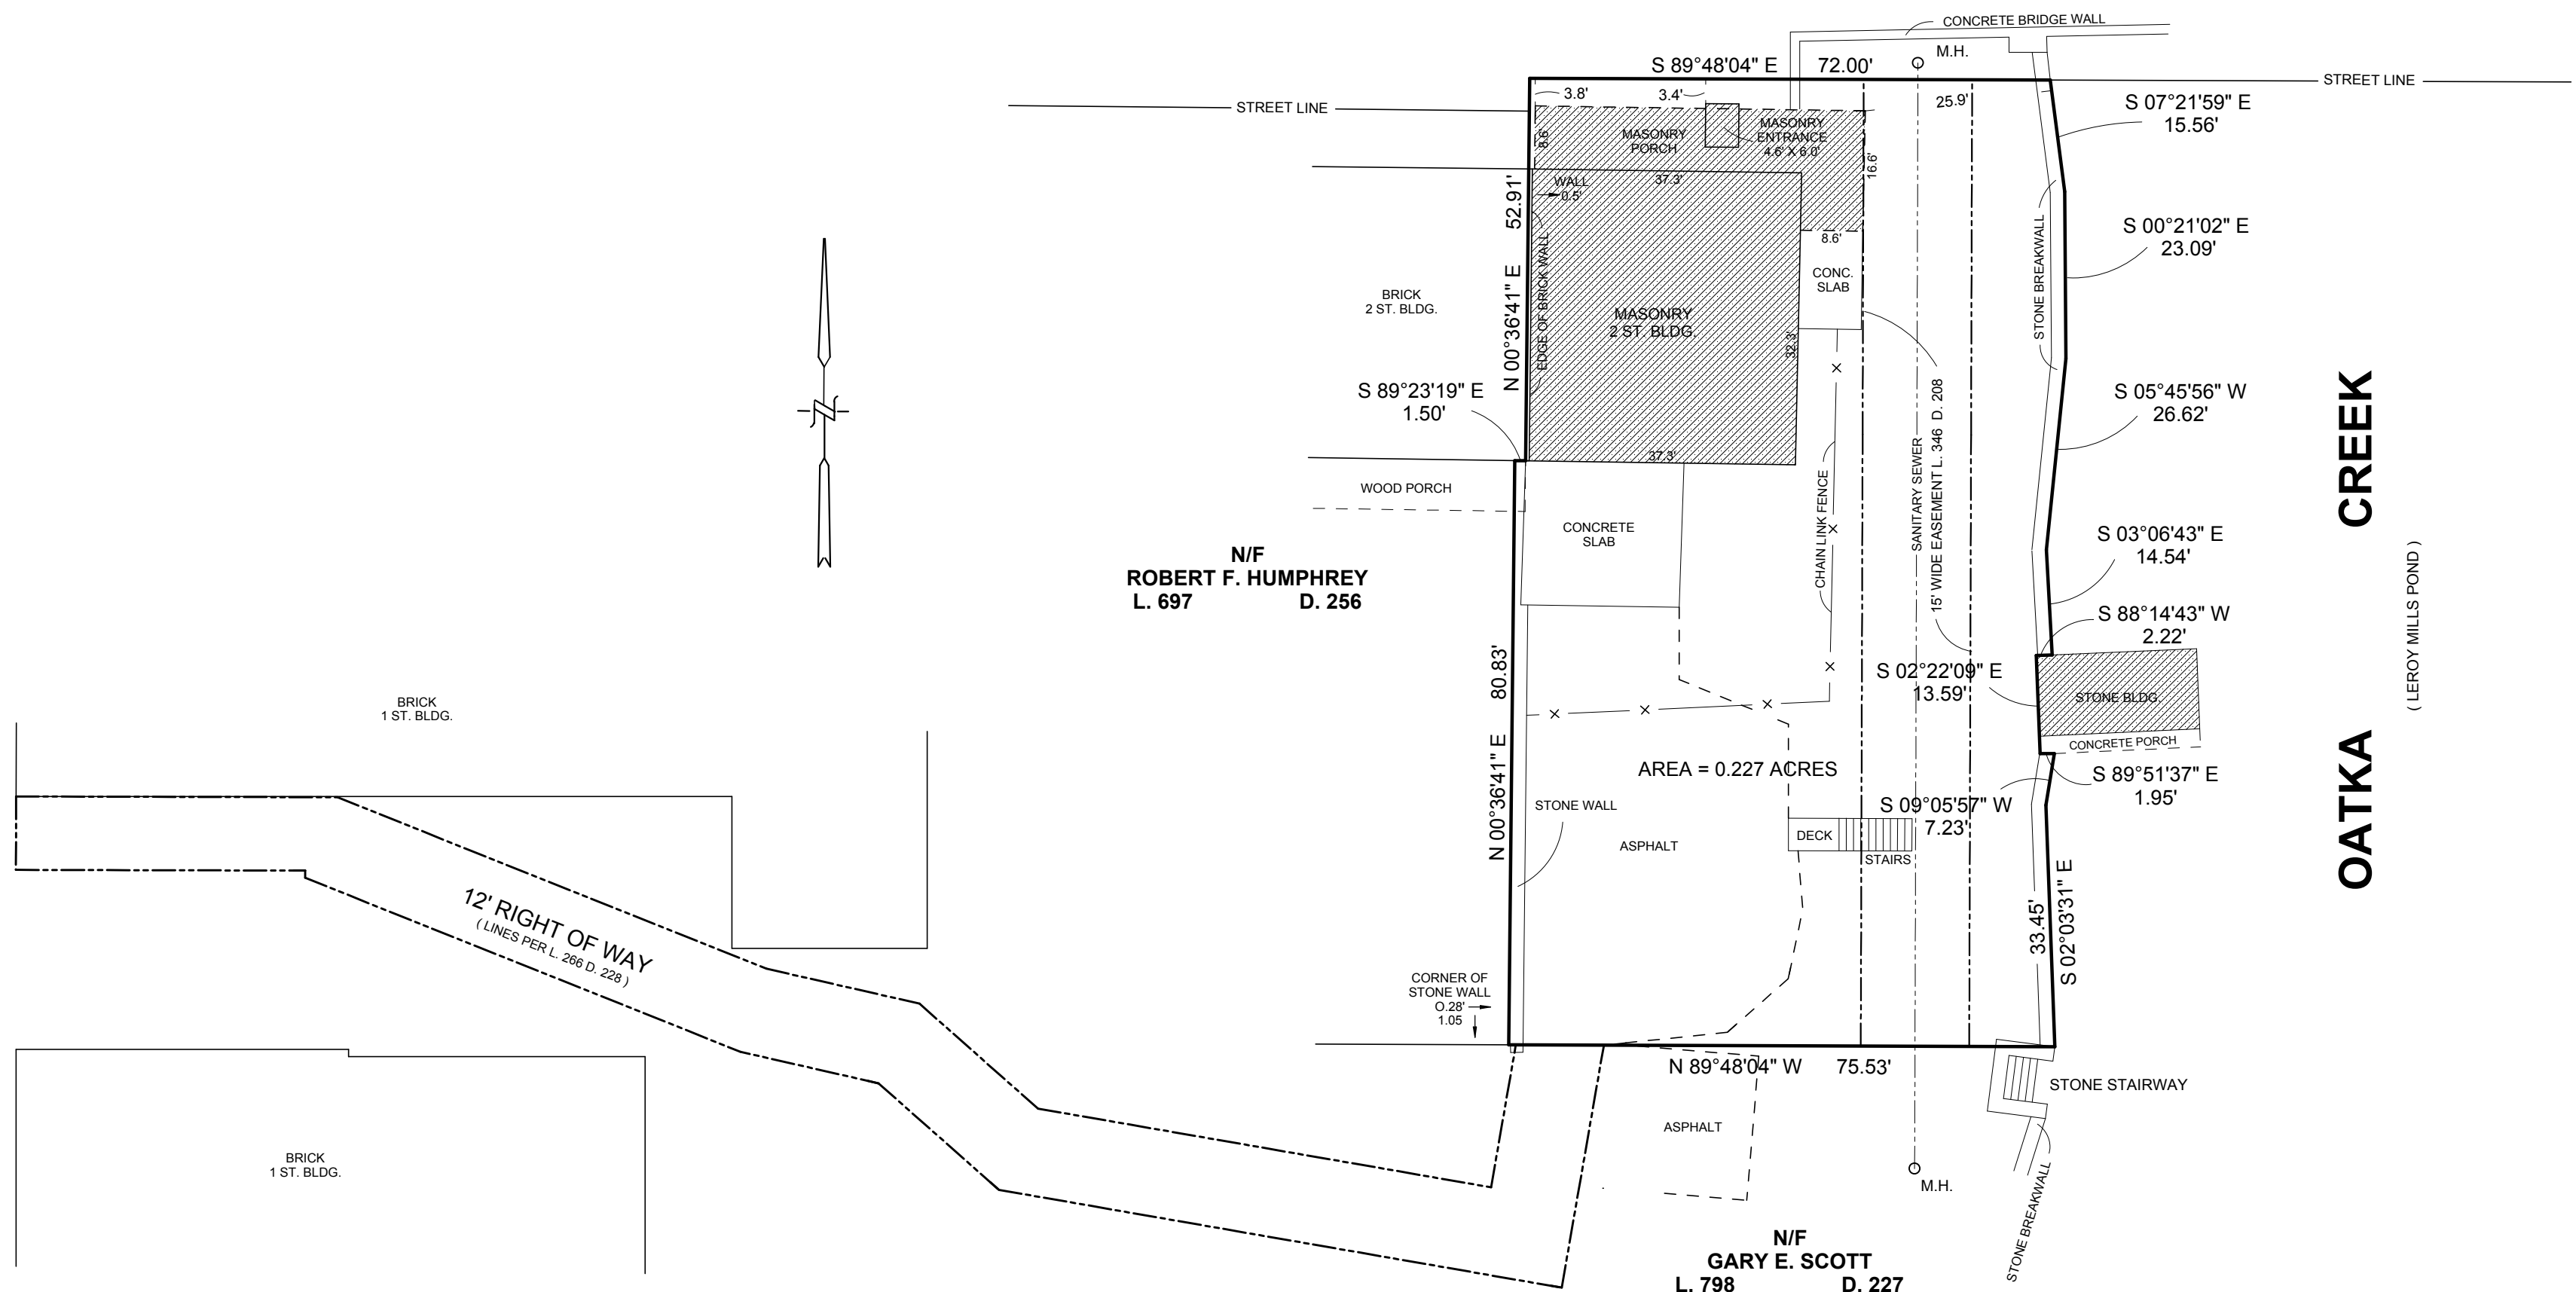 CONCRETE BRIDGE WALL
M.H.
S 89°48'04" E 72.00'
STREET LINE
STREET LINE
3.8'
3.4'
25.9'
S 07°21'59" E
15.56'
8.6'
MASONRY
PORCH
MASONRY
ENTRANCE
4.6' X 6.0'
16.6'
37.3'
WALL
0.5'
N 00°36'41" E 52.91'
EDGE OF BRICK WALL
8.6'
CONC.
SLAB
STONE BREAKWALL
S 00°21'02" E
23.09'
BRICK
2 ST. BLDG.
MASONRY
2 ST. BLDG.
32.3'
S 89°23'19" E
1.50'
S 05°45'56" W
26.62'
37.3'
WOOD PORCH
CONCRETE
SLAB
CHAIN LINK FENCE
SANITARY SEWER
15' WIDE EASEMENT L. 346 D. 208
OATKA CREEK
( LEROY MILLS POND )
S 03°06'43" E
14.54'
N/F
ROBERT F. HUMPHREY
L. 697 D. 256
S 88°14'43" W
2.22'
S 02°22'09" E
13.59'
STONE BLDG.
CONCRETE PORCH
BRICK
1 ST. BLDG.
N 00°36'41" E 80.83'
AREA = 0.227 ACRES
S 89°51'37" E
1.95'
STONE WALL
S 09°05'57" W
7.23'
DECK
STAIRS
ASPHALT
12' RIGHT OF WAY
( LINES PER L. 266 D. 228 )
33.45'
S 02°03'31" E
CORNER OF
STONE WALL
O.28'
1.05
N 89°48'04" W 75.53'
STONE STAIRWAY
ASPHALT
BRICK
1 ST. BLDG.
M.H.
STONE BREAKWALL
N/F
GARY E. SCOTT
L. 798 D. 227